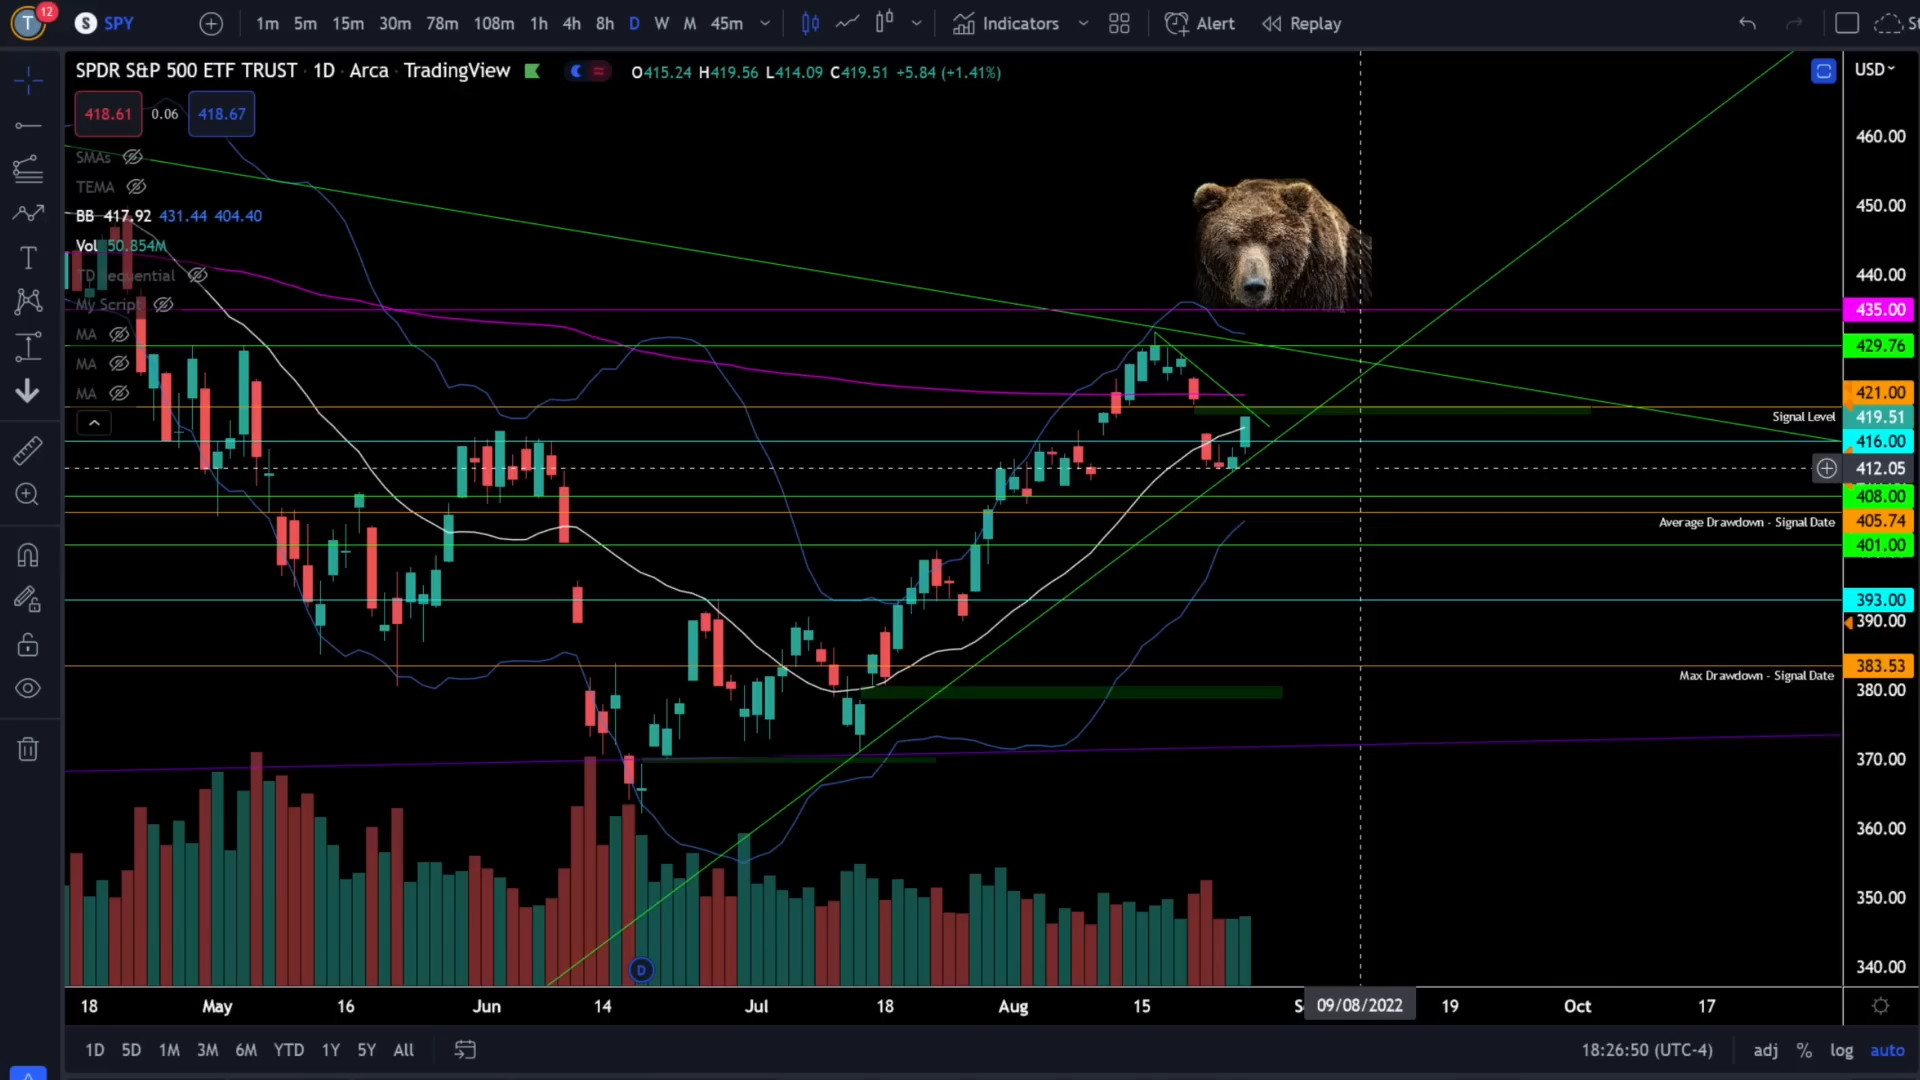 T 12 S SPY 1m 5m 15m 30m 78m 108m 1h 4h 8h D W M 45m Indicators Alert Replay St
SPDR S&P 500 ETF TRUST · 1D · Arca · TradingView O415.24 H419.56 L414.09 C419.51 +5.84 (+1.41%) USD
418.61 0.06 418.67
SMAs
TEMA
BB 417.92 431.44 404.40
Vol 50.854M
TD Sequential
My Script
MA
MA
MA
460.00
450.00
440.00
435.00
429.76
421.00
Signal Level 419.51
416.00
412.05
408.00
Average Drawdown - Signal Date 405.74
401.00
393.00
390.00
383.53
Max Drawdown - Signal Date
380.00
370.00
360.00
350.00
340.00
D
18 May 16 Jun 14 Jul 18 Aug 15 S 09/08/2022 19 Oct 17
1D 5D 1M 3M 6M YTD 1Y 5Y All 18:26:50 (UTC-4) adj % log auto